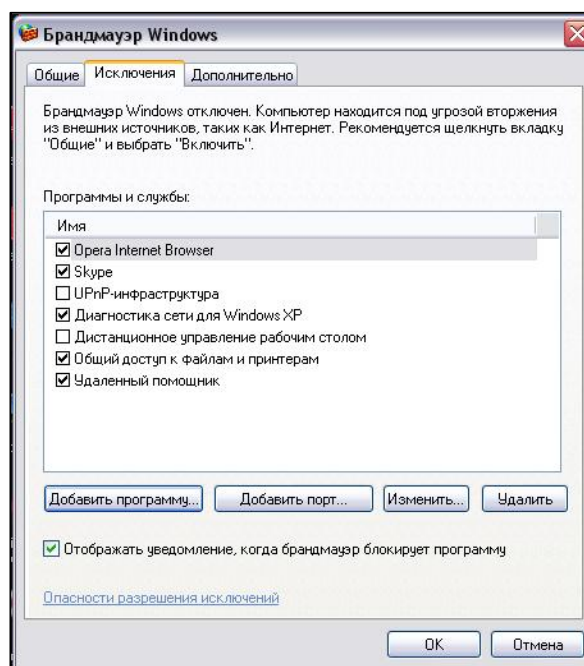 Брандмауэр Windows
Общие Исключения Дополнительно
Брандмауэр Windows отключен. Компьютер находится под угрозой вторжения
из внешних источников, таких как Интернет. Рекомендуется щелкнуть вкладку
"Общие" и выбрать "Включить".
Программы и службы:
Имя
Opera Internet Browser
Skype
UPnP-инфраструктура
Диагностика сети для Windows XP
Дистанционное управление рабочим столом
Общий доступ к файлам и принтерам
Удаленный помощник
Добавить программу... Добавить порт... Изменить... Удалить
Отображать уведомление, когда брандмауэр блокирует программу
Опасности разрешения исключений
ОК Отмена